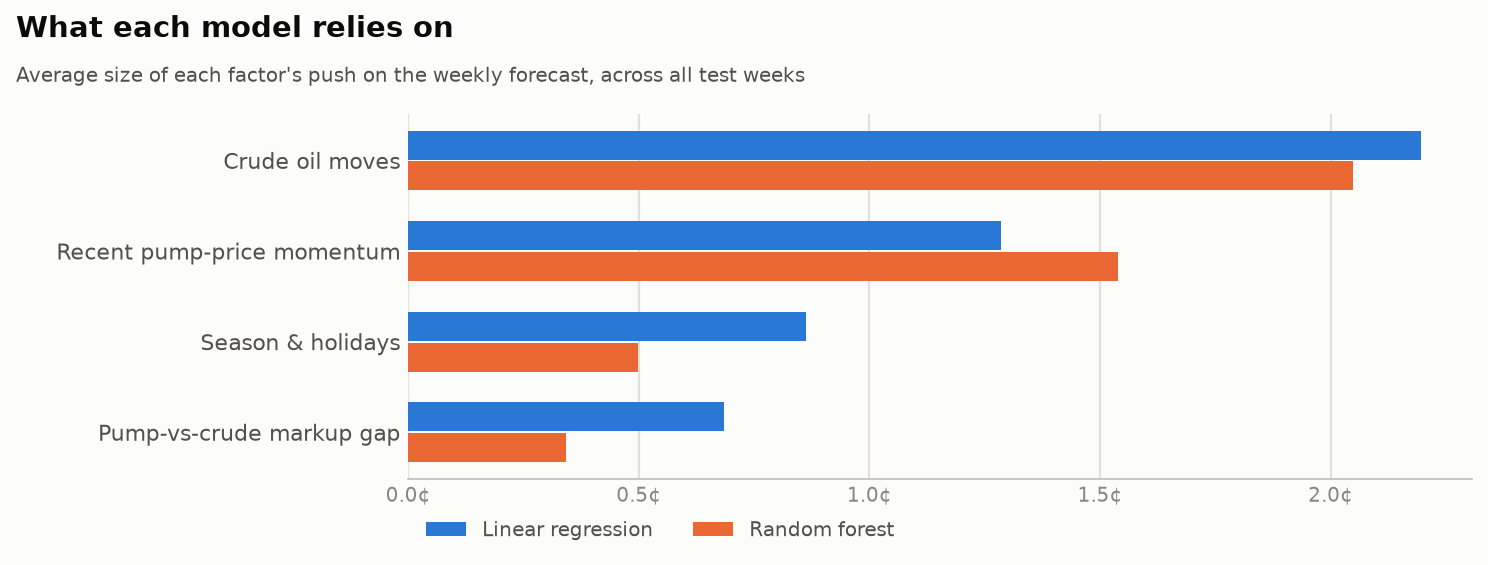 What each model relies on
Average size of each factor's push on the weekly forecast, across all test weeks
Crude oil moves
Recent pump-price momentum
Season & holidays
Pump-vs-crude markup gap
0.0¢ 0.5¢ 1.0¢ 1.5¢ 2.0¢
Linear regression Random forest